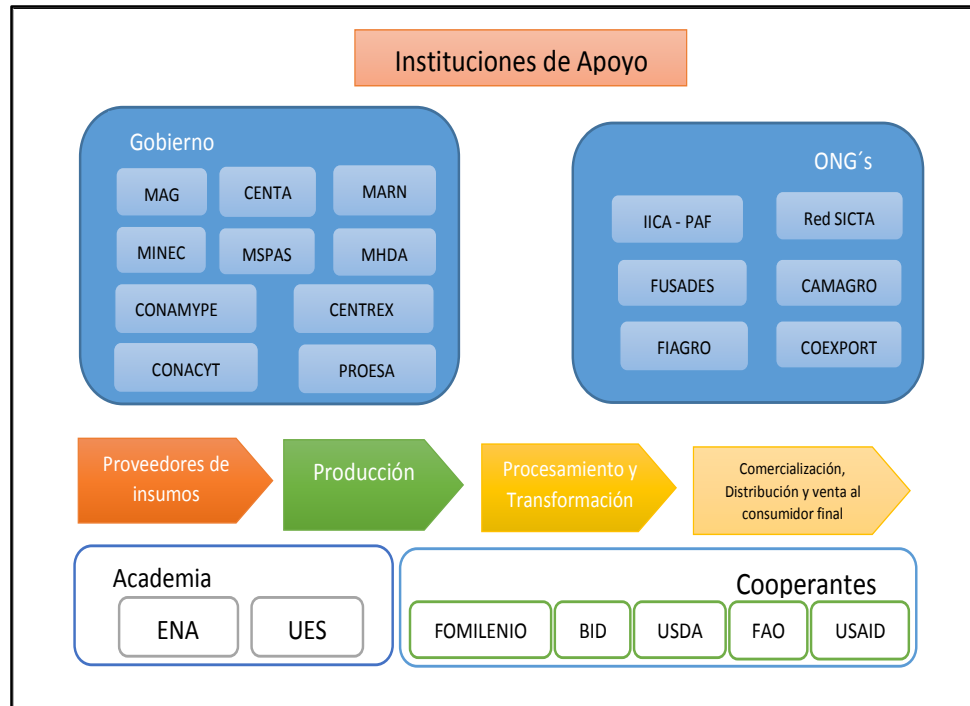 Instituciones de Apoyo
Gobierno
MAG
CENTA
MARN
MINEC
MSPAS
MHDA
CONAMYPE
CENTREX
CONACYT
PROESA
ONG´s
IICA - PAF
Red SICTA
FUSADES
CAMAGRO
FIAGRO
COEXPORT
Proveedores de
insumos
Producción
Procesamiento y
Transformación
Comercialización,
Distribución y venta al
consumidor final
Academia
ENA
UES
Cooperantes
FOMILENIO
BID
USDA
FAO
USAID